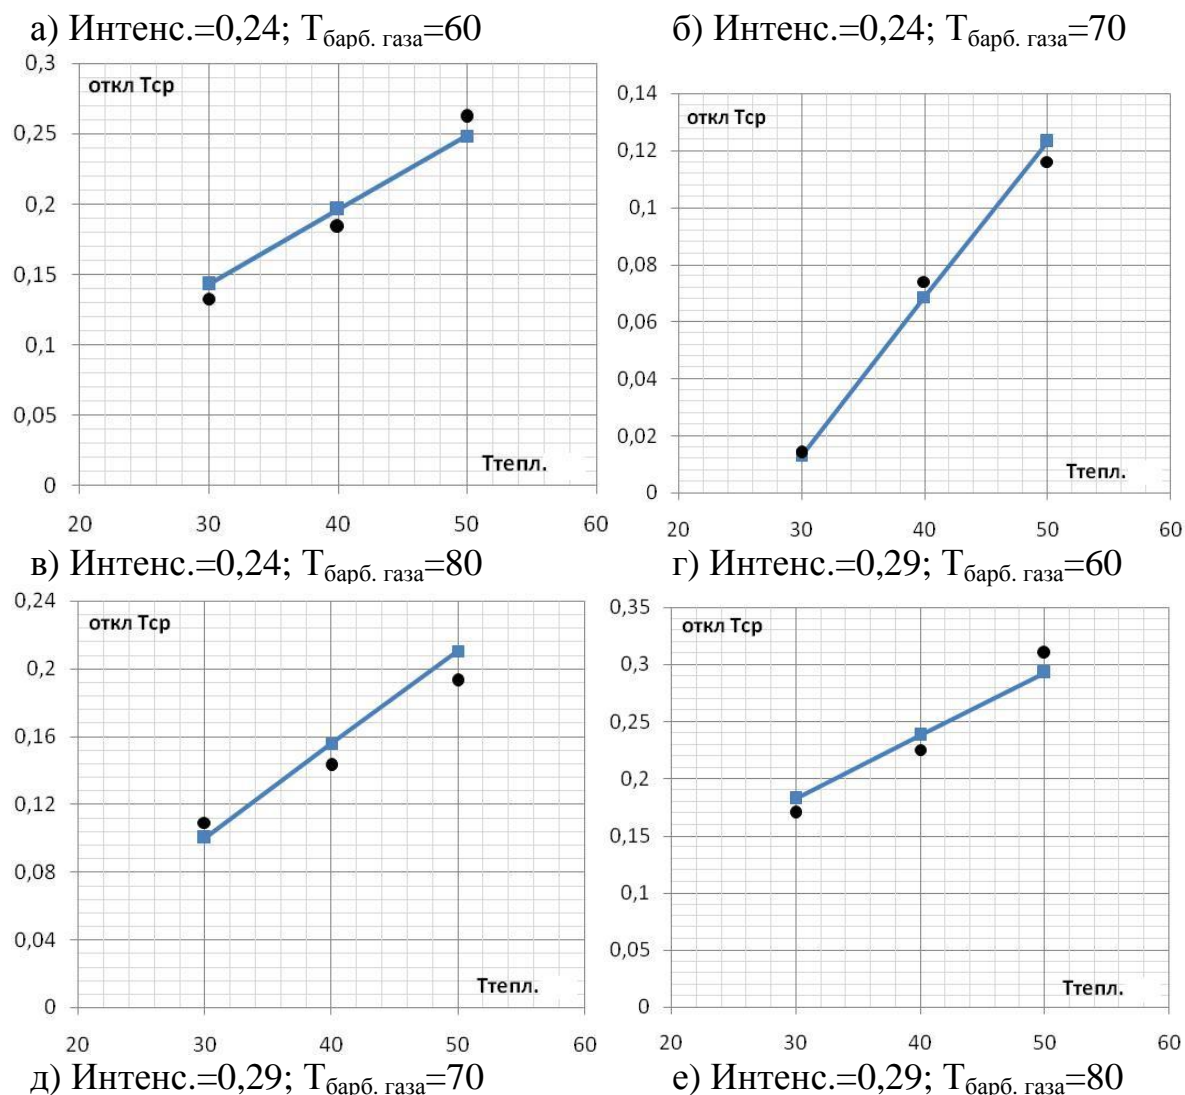 а) Интенс.=0,24; Тбарб. газа=60
б) Интенс.=0,24; Тбарб. газа=70
0,3
0,25
0,2
0,15
0,1
0,05
0
откл Тср
Ттепл.
20 30 40 50 60
0,14
0,12
0,1
0,08
0,06
0,04
0,02
0
откл Тср
Ттепл.
20 30 40 50 60
в) Интенс.=0,24; Тбарб. газа=80
г) Интенс.=0,29; Тбарб. газа=60
0,24
0,2
0,16
0,12
0,08
0,04
0
откл Тср
Ттепл.
20 30 40 50 60
0,35
0,3
0,25
0,2
0,15
0,1
0,05
0
откл Тср
Ттепл.
20 30 40 50 60
д) Интенс.=0,29; Тбарб. газа=70
е) Интенс.=0,29; Тбарб. газа=80